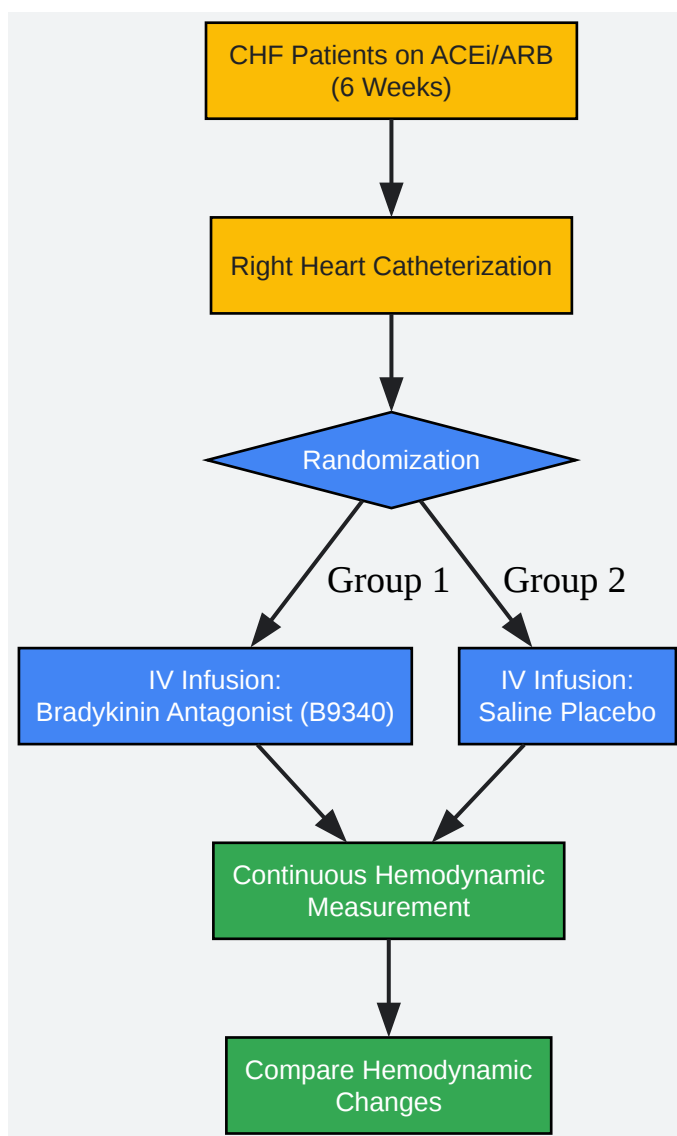 CHF Patients on ACEi/ARB
(6 Weeks)
Right Heart Catheterization
Randomization
Group 1
Group 2
IV Infusion:
Bradykinin Antagonist (B9340)
IV Infusion:
Saline Placebo
Continuous Hemodynamic
Measurement
Compare Hemodynamic
Changes